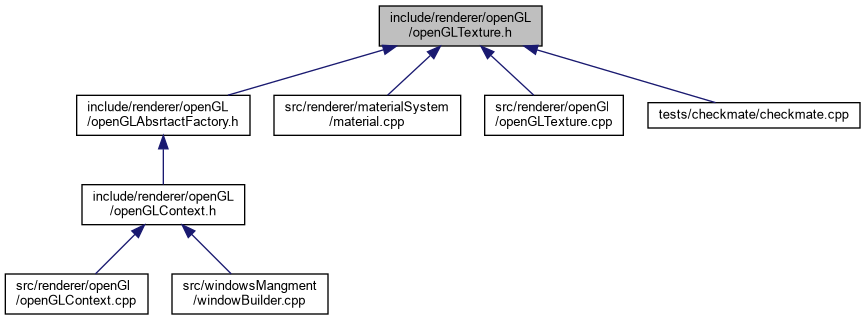 include/renderer/openGL
/openGLTexture.h
include/renderer/openGL
/openGLAbsrtactFactory.h
src/renderer/materialSystem
/material.cpp
src/renderer/openGl
/openGLTexture.cpp
tests/checkmate/checkmate.cpp
include/renderer/openGL
/openGLContext.h
src/renderer/openGl
/openGLContext.cpp
src/windowsMangment
/windowBuilder.cpp